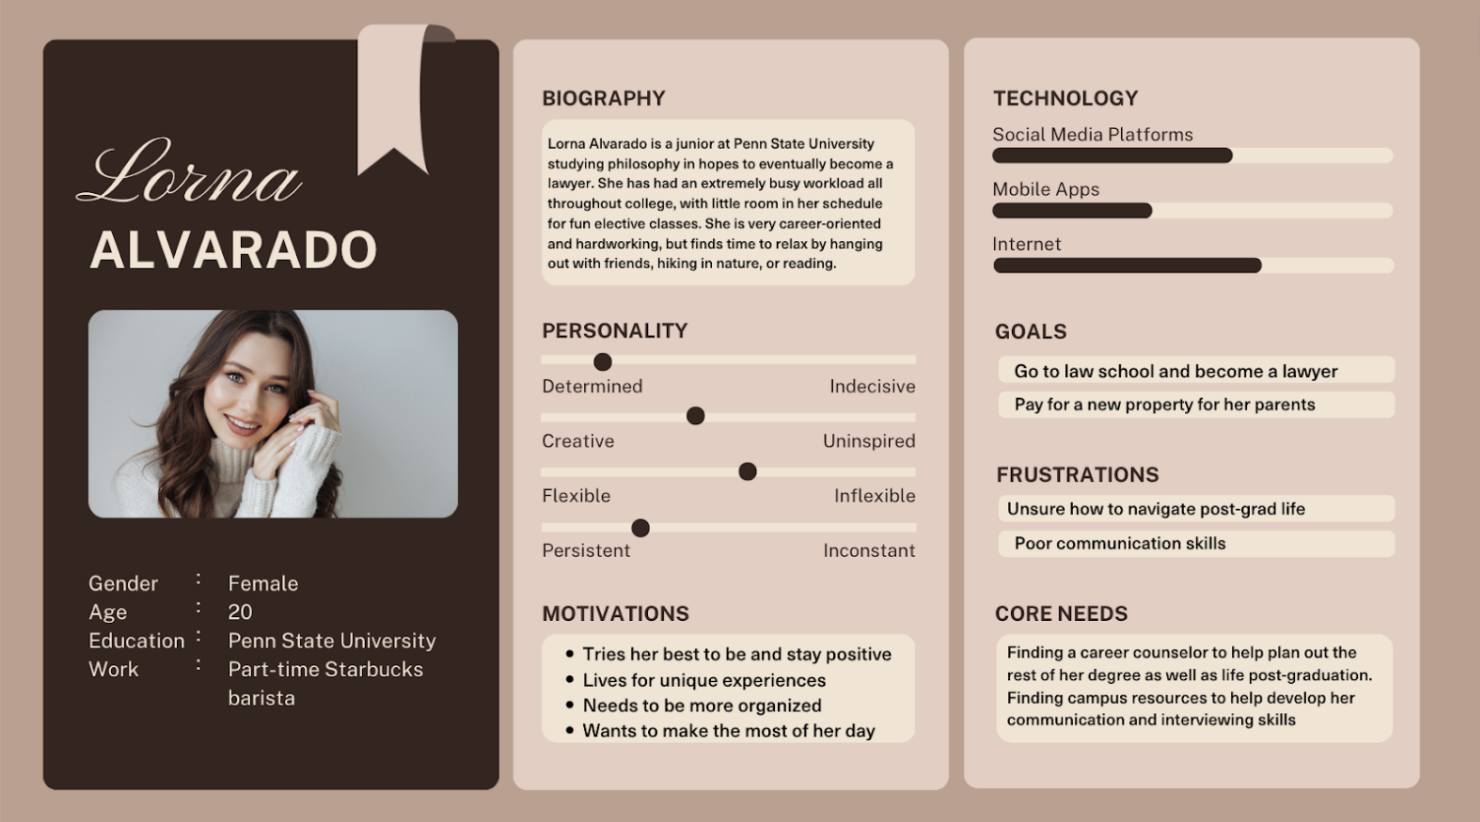 Lorna
ALVARADO
Gender : Female
Age : 20
Education : Penn State University
Work : Part-time Starbucks
barista
BIOGRAPHY
Lorna Alvarado is a junior at Penn State University
studying philosophy in hopes to eventually become a
lawyer. She has had an extremely busy workload all
throughout college, with little room in her schedule
for fun elective classes. She is very career-oriented
and hardworking, but finds time to relax by hanging
out with friends, hiking in nature, or reading.
PERSONALITY
Determined Indecisive
Creative Uninspired
Flexible Inflexible
Persistent Inconstant
MOTIVATIONS
• Tries her best to be and stay positive
• Lives for unique experiences
• Needs to be more organized
• Wants to make the most of her day
TECHNOLOGY
Social Media Platforms
Mobile Apps
Internet
GOALS
Go to law school and become a lawyer
Pay for a new property for her parents
FRUSTRATIONS
Unsure how to navigate post-grad life
Poor communication skills
CORE NEEDS
Finding a career counselor to help plan out the
rest of her degree as well as life post-graduation.
Finding campus resources to help develop her
communication and interviewing skills